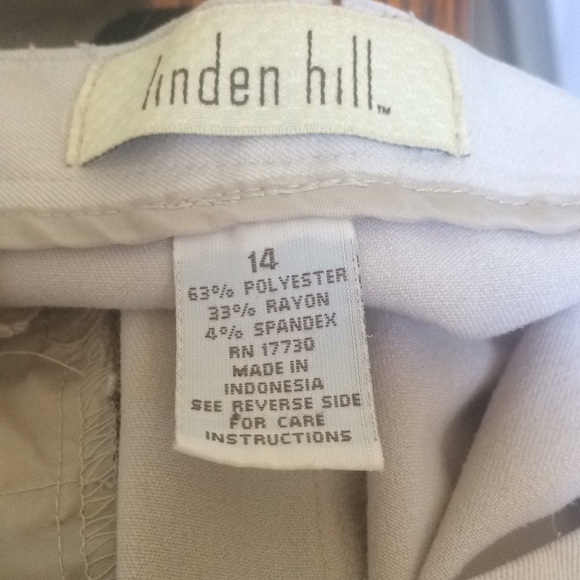 linden hill™
14
63% POLYESTER
33% RAYON
4% SPANDEX
RN 17730
MADE IN
INDONESIA
SEE REVERSE SIDE
FOR CARE
INSTRUCTIONS